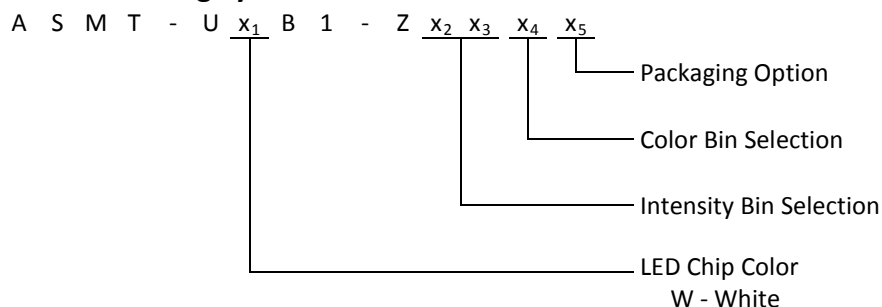 A S M T - U x₁ B 1 - Z x₂ x₃ x₄ x₅
Packaging Option
Color Bin Selection
Intensity Bin Selection
LED Chip Color
W - White